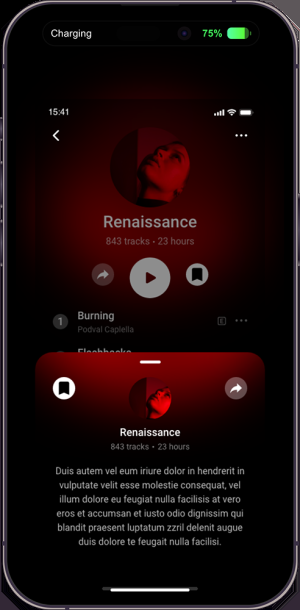 Charging 75%
15:41
Renaissance
843 tracks • 23 hours
1 Burning
Podval Caplella
E
Flashbacks
Renaissance
843 tracks • 23 hours
Duis autem vel eum iriure dolor in hendrerit in
vulputate velit esse molestie consequat, vel
illum dolore eu feugiat nulla facilisis at vero
eros et accumsan et iusto odio dignissim qui
blandit praesent luptatum zzril delenit augue
duis dolore te feugait nulla facilisi.